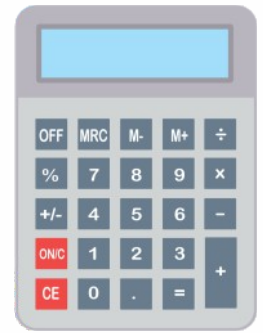 OFF MRC M- M+ ÷
% 7 8 9 ×
+/- 4 5 6 −
ON/C 1 2 3 +
CE 0 . =